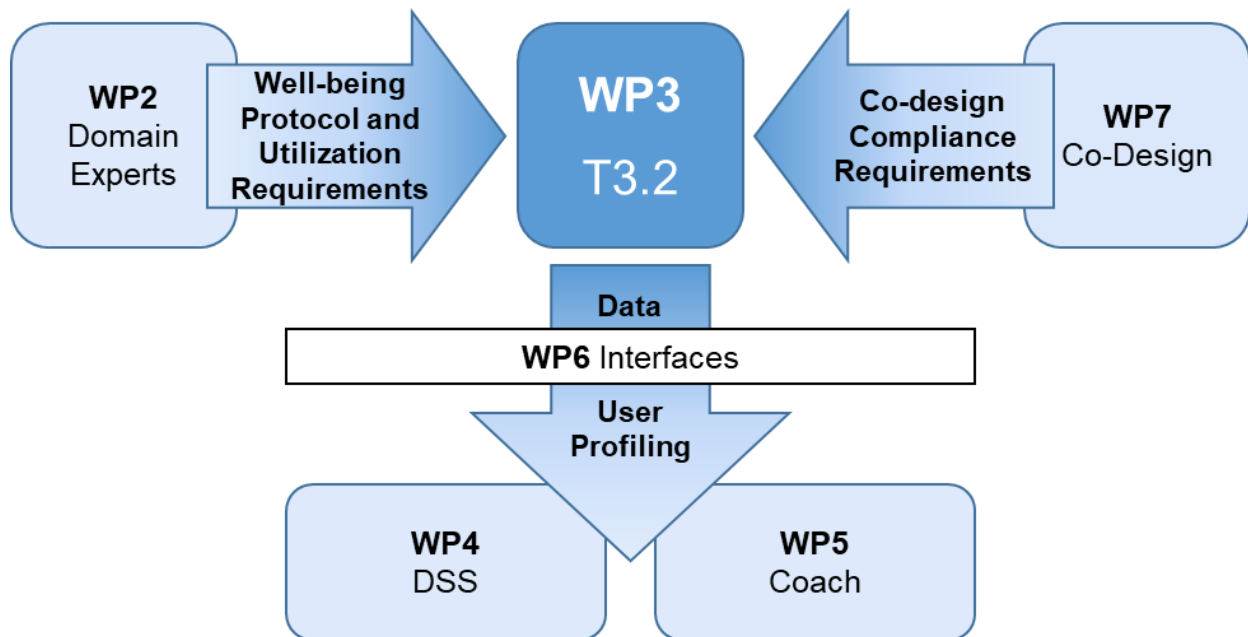 WP2
Domain
Experts
Well-being
Protocol and
Utilization
Requirements
WP3
T3.2
Co-design
Compliance
Requirements
WP7
Co-Design
Data
WP6 Interfaces
User
Profiling
WP4
DSS
WP5
Coach